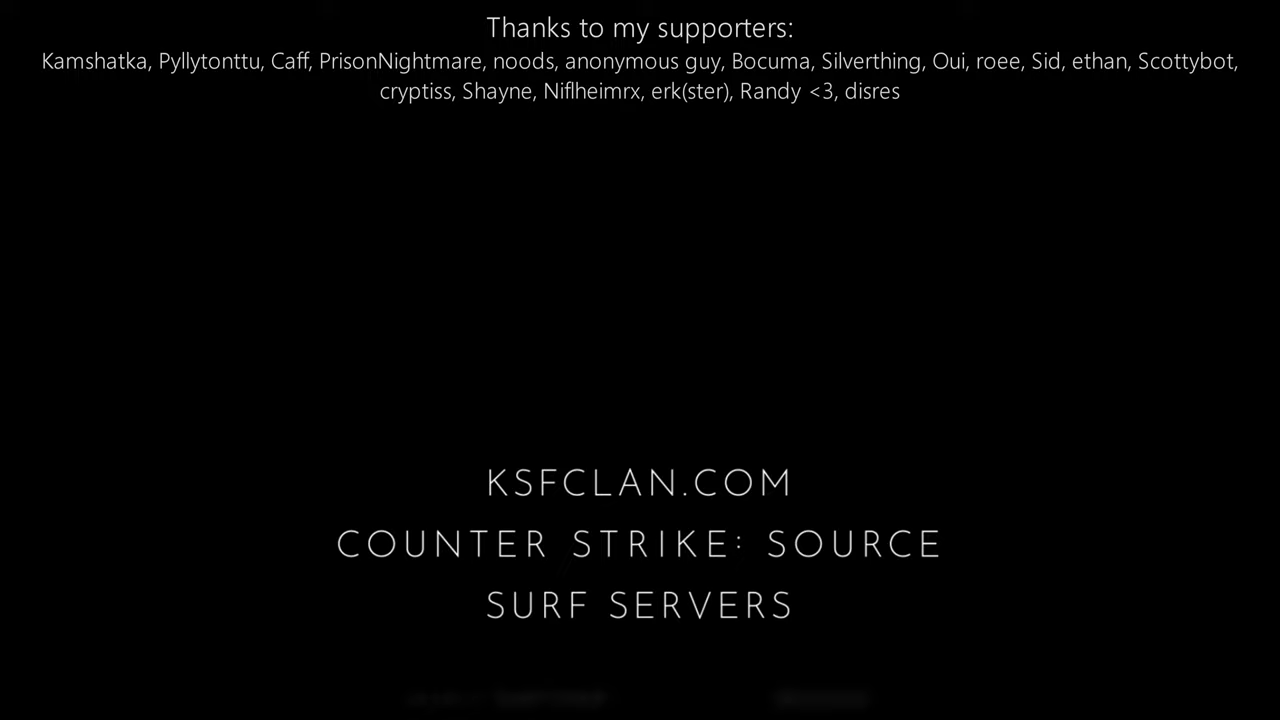 Thanks to my supporters:
Kamshatka, Pyllytonttu, Caff, PrisonNightmare, noods, anonymous guy, Bocuma, Silverthing, Oui, roee, Sid, ethan, Scottybot,
cryptiss, Shayne, Niflheimrx, erk(ster), Randy <3, disres
KSFCLAN.COM
COUNTER STRIKE: SOURCE
SURF SERVERS